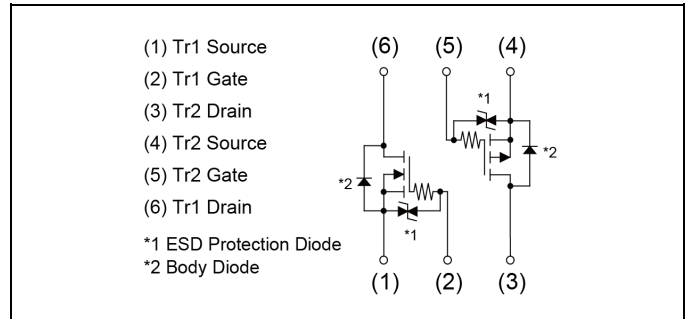 (1) Tr1 Source
(2) Tr1 Gate
(3) Tr2 Drain
(4) Tr2 Source
(5) Tr2 Gate
(6) Tr1 Drain
*1 ESD Protection Diode
*2 Body Diode
(6) (5) (4)
*1
*2
*2
*1
(1) (2) (3)